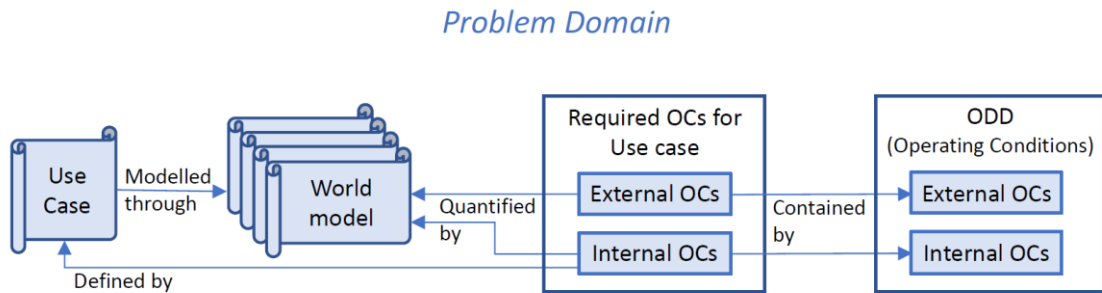 Problem Domain
Use
Case
Modelled
through
World
model
Quantified
by
Defined by
Required OCs for
Use case
External OCs
Internal OCs
Contained
by
ODD
(Operating Conditions)
External OCs
Internal OCs